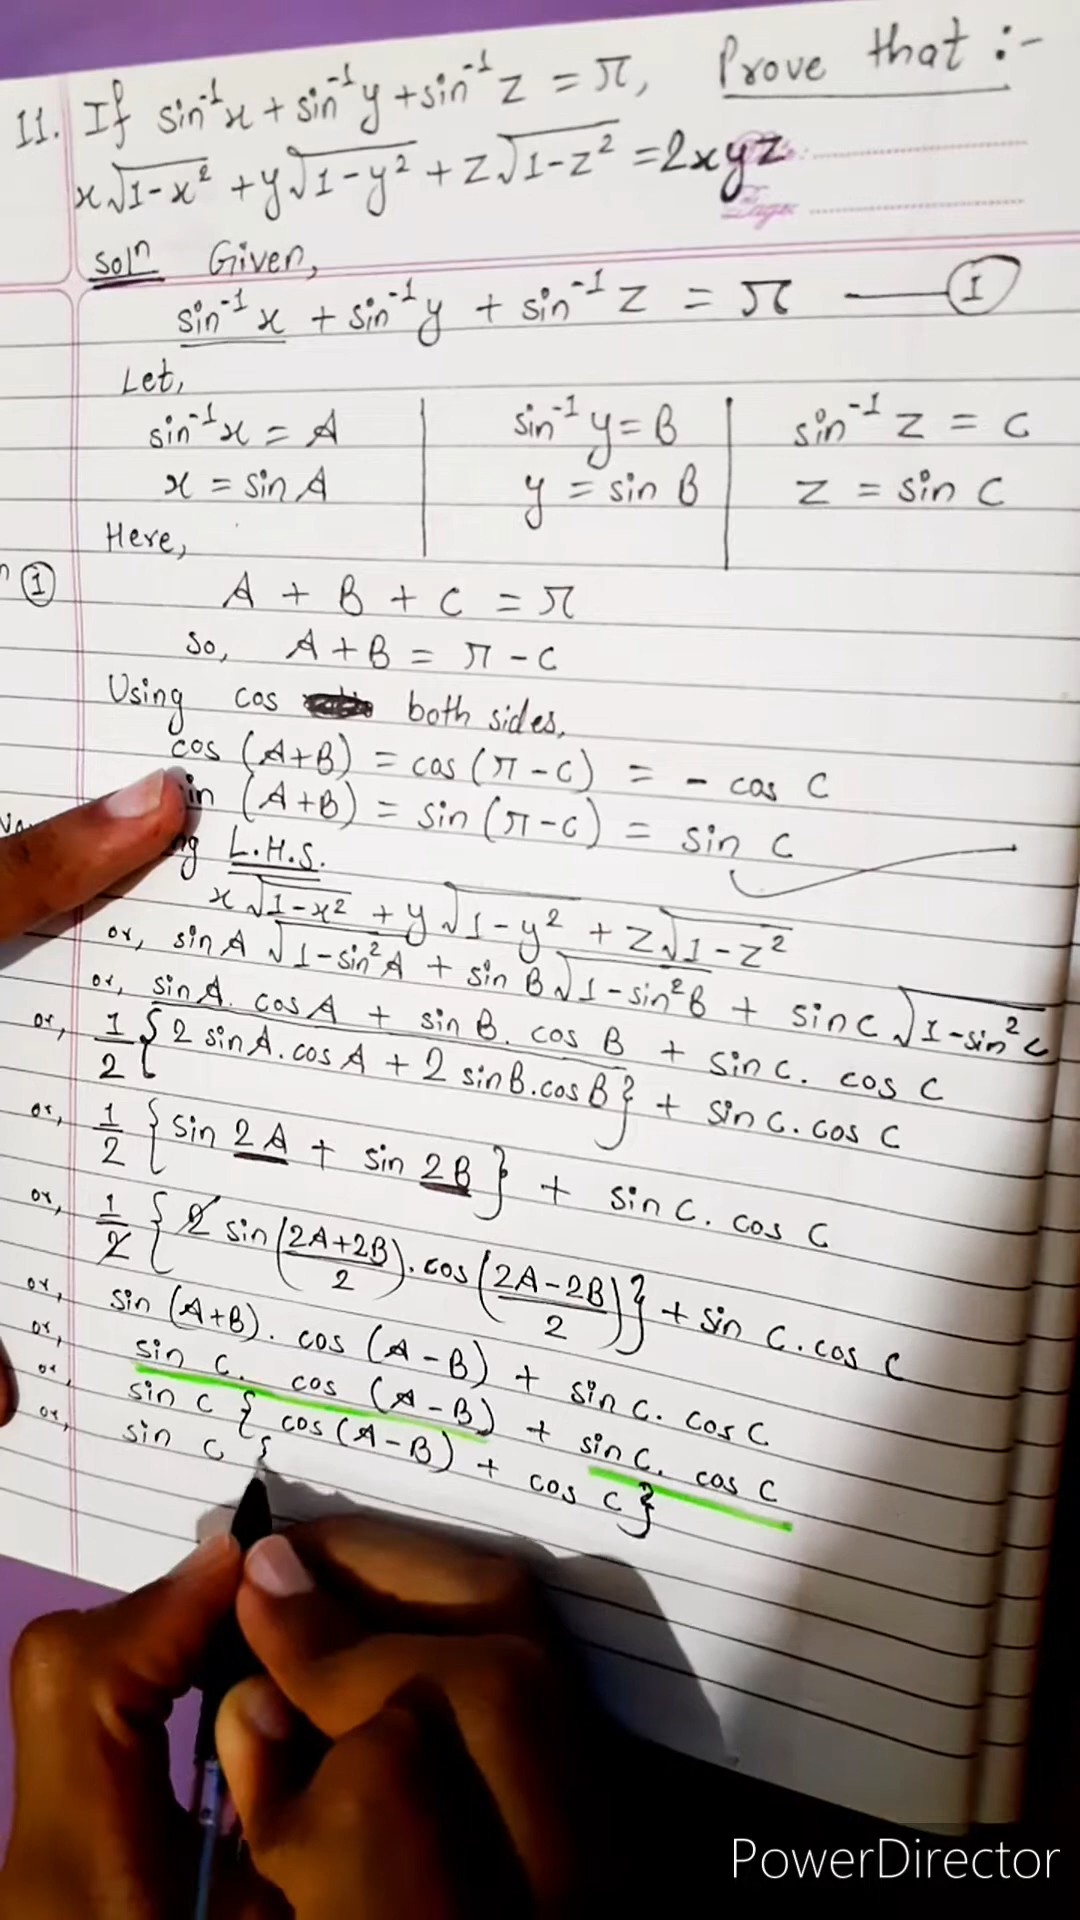 11. If sin⁻¹x + sin⁻¹y + sin⁻¹z = π, Prove that :-
x√1-x² + y√1-y² + z√1-z² = 2xyz
Solⁿ Given,
sin⁻¹x + sin⁻¹y + sin⁻¹z = π — ①
Let,
sin⁻¹x = A | sin⁻¹y = B | sin⁻¹z = C
x = sin A | y = sin B | z = sin C
Here,
①
A + B + C = π
So, A + B = π - C
Using cos both sides,
cos (A+B) = cos (π - C) = - cos C
(A+B) = sin (π - C) = sin C
L.H.S.
x√1-x² + y√1-y² + z√1-z²
or, sin A √1-sin²A + sin B √1-sin²B + sin C √1-sin²C
or, sin A. cos A + sin B. cos B + sin C. cos C
or, 1/2 {2 sin A. cos A + 2 sin B. cos B} + sin C. cos C
or, 1/2 {sin 2A + sin 2B} + sin C. cos C
or, 1/2 {2 sin (2A+2B/2). cos (2A-2B/2)} + sin C. cos C
or, sin (A+B). cos (A-B) + sin C. cos C
or, sin C. cos (A-B) + sin C. cos C
or, sin C {cos (A-B) + cos C}
or, sin C {
PowerDirector